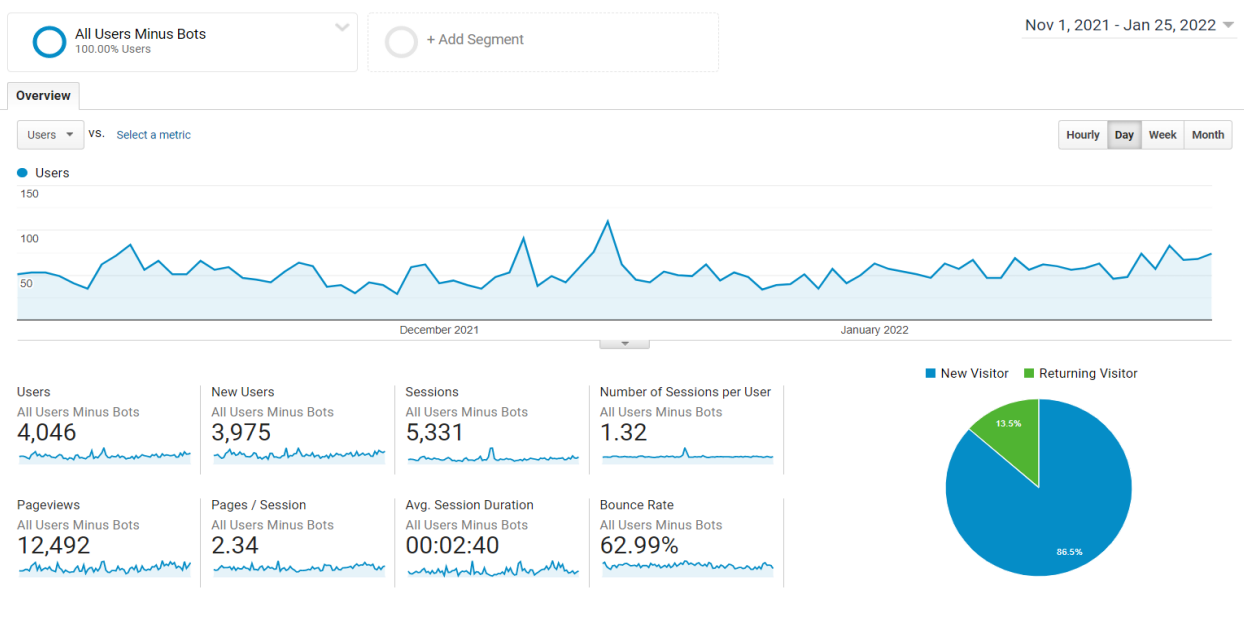 All Users Minus Bots
100.00% Users
+ Add Segment
Nov 1, 2021 - Jan 25, 2022
Overview
Users
VS.
Select a metric
Hourly
Day
Week
Month
Users
150
100
50
December 2021
January 2022
Users
All Users Minus Bots
4,046
New Users
All Users Minus Bots
3,975
Sessions
All Users Minus Bots
5,331
Number of Sessions per User
All Users Minus Bots
1.32
Pageviews
All Users Minus Bots
12,492
Pages / Session
All Users Minus Bots
2.34
Avg. Session Duration
All Users Minus Bots
00:02:40
Bounce Rate
All Users Minus Bots
62.99%
New Visitor
Returning Visitor
13.5%
86.5%